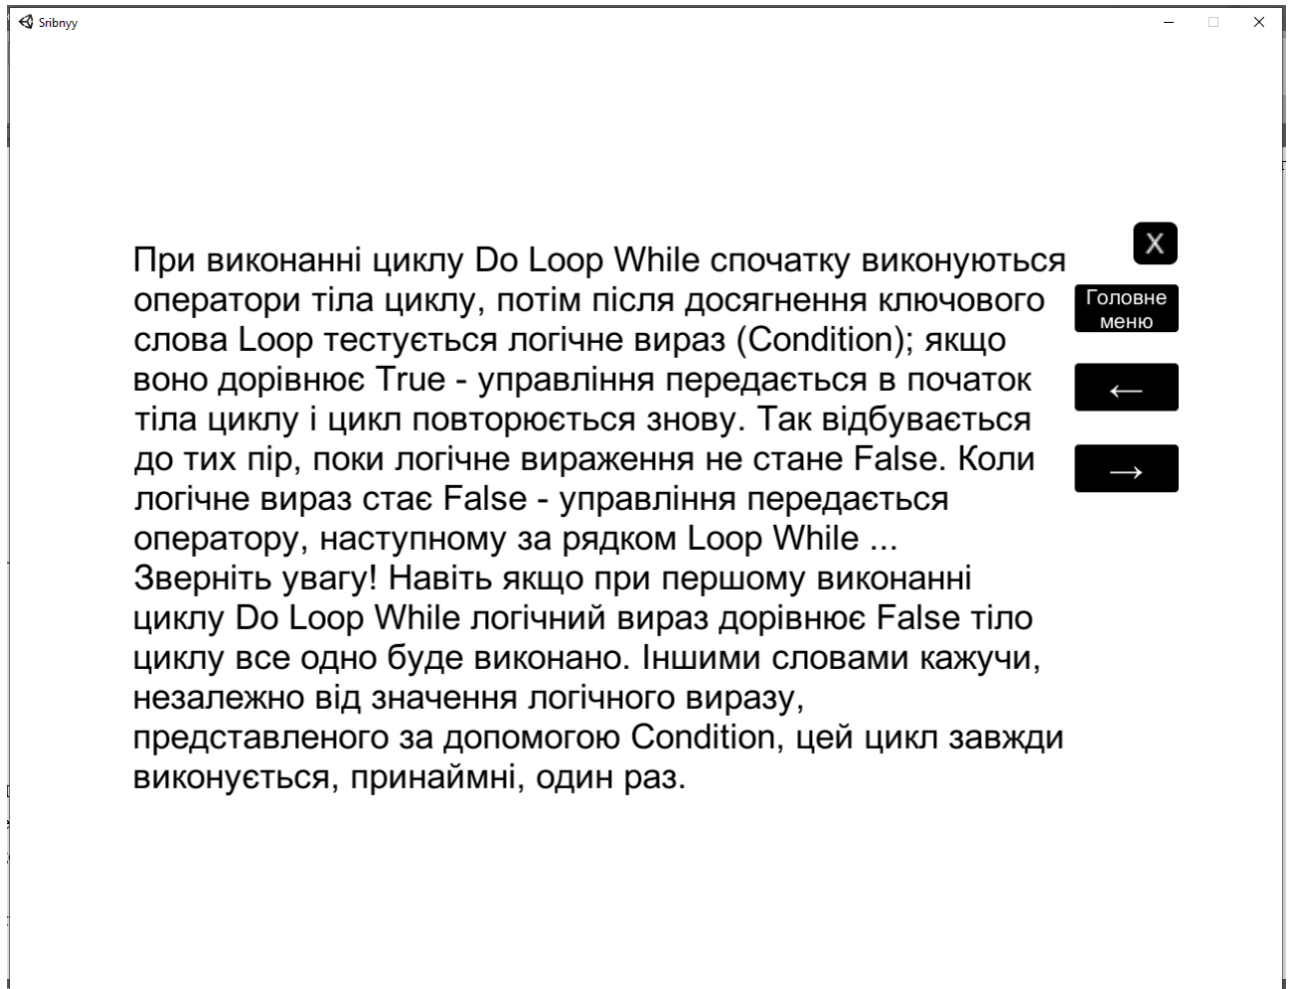 Sribnyy
X
При виконанні циклу Do Loop While спочатку виконуються
оператори тіла циклу, потім після досягнення ключового
слова Loop тестується логічне вираз (Condition); якщо
воно дорівнює True - управління передається в початок
тіла циклу і цикл повторюється знову. Так відбувається
до тих пір, поки логічне вираження не стане False. Коли
логічне вираз стає False - управління передається
оператору, наступному за рядком Loop While ...
Зверніть увагу! Навіть якщо при першому виконанні
циклу Do Loop While логічний вираз дорівнює False тіло
циклу все одно буде виконано. Іншими словами кажучи,
незалежно від значення логічного виразу,
представленого за допомогою Condition, цей цикл завжди
виконується, принаймні, один раз.
Головне
меню
←
→